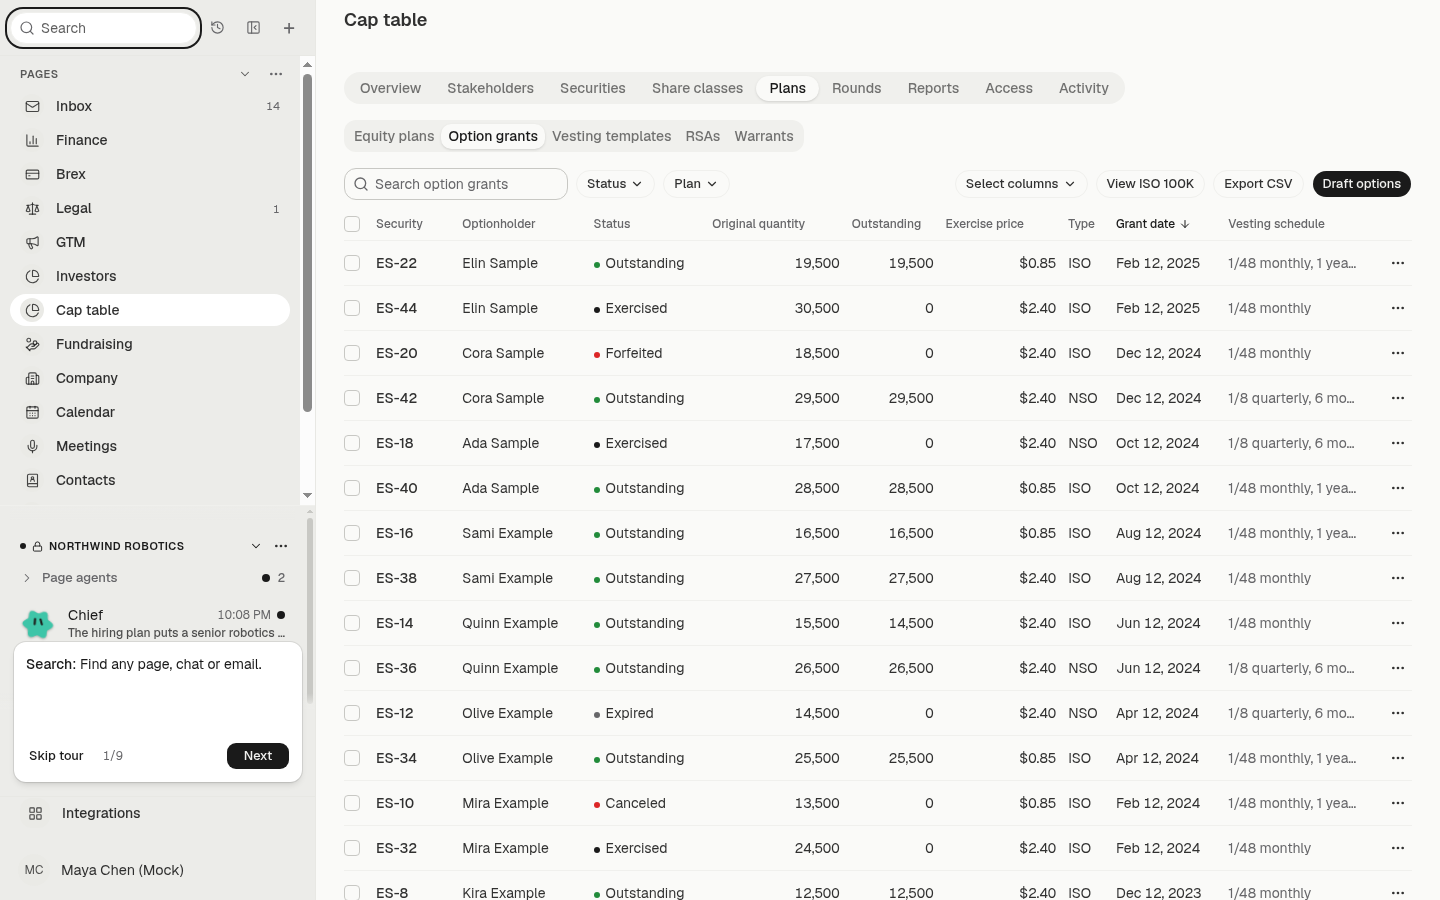 Search
PAGES
Inbox 14
Finance
Brex
Legal 1
GTM
Investors
Cap table
Fundraising
Company
Calendar
Meetings
Contacts
NORTHWIND ROBOTICS
Page agents 2
Chief 10:08 PM
The hiring plan puts a senior robotics ...
Search: Find any page, chat or email.
Skip tour 1/9 Next
Integrations
MC Maya Chen (Mock)
Cap table
Overview Stakeholders Securities Share classes Plans Rounds Reports Access Activity
Equity plans Option grants Vesting templates RSAs Warrants
Search option grants Status Plan Select columns View ISO 100K Export CSV Draft options
Security Optionholder Status Original quantity Outstanding Exercise price Type Grant date Vesting schedule
ES-22 Elin Sample Outstanding 19,500 19,500 $0.85 ISO Feb 12, 2025 1/48 monthly, 1 yea...
ES-44 Elin Sample Exercised 30,500 0 $2.40 ISO Feb 12, 2025 1/48 monthly
ES-20 Cora Sample Forfeited 18,500 0 $2.40 ISO Dec 12, 2024 1/48 monthly
ES-42 Cora Sample Outstanding 29,500 29,500 $2.40 NSO Dec 12, 2024 1/8 quarterly, 6 mo...
ES-18 Ada Sample Exercised 17,500 0 $2.40 NSO Oct 12, 2024 1/8 quarterly, 6 mo...
ES-40 Ada Sample Outstanding 28,500 28,500 $0.85 ISO Oct 12, 2024 1/48 monthly, 1 yea...
ES-16 Sami Example Outstanding 16,500 16,500 $0.85 ISO Aug 12, 2024 1/48 monthly, 1 yea...
ES-38 Sami Example Outstanding 27,500 27,500 $2.40 ISO Aug 12, 2024 1/48 monthly
ES-14 Quinn Example Outstanding 15,500 14,500 $2.40 ISO Jun 12, 2024 1/48 monthly
ES-36 Quinn Example Outstanding 26,500 26,500 $2.40 NSO Jun 12, 2024 1/8 quarterly, 6 mo...
ES-12 Olive Example Expired 14,500 0 $2.40 NSO Apr 12, 2024 1/8 quarterly, 6 mo...
ES-34 Olive Example Outstanding 25,500 25,500 $0.85 ISO Apr 12, 2024 1/48 monthly, 1 yea...
ES-10 Mira Example Canceled 13,500 0 $0.85 ISO Feb 12, 2024 1/48 monthly, 1 yea...
ES-32 Mira Example Exercised 24,500 0 $2.40 ISO Feb 12, 2024 1/48 monthly
ES-8 Kira Example Outstanding 12,500 12,500 $2.40 ISO Dec 12, 2023 1/48 monthly